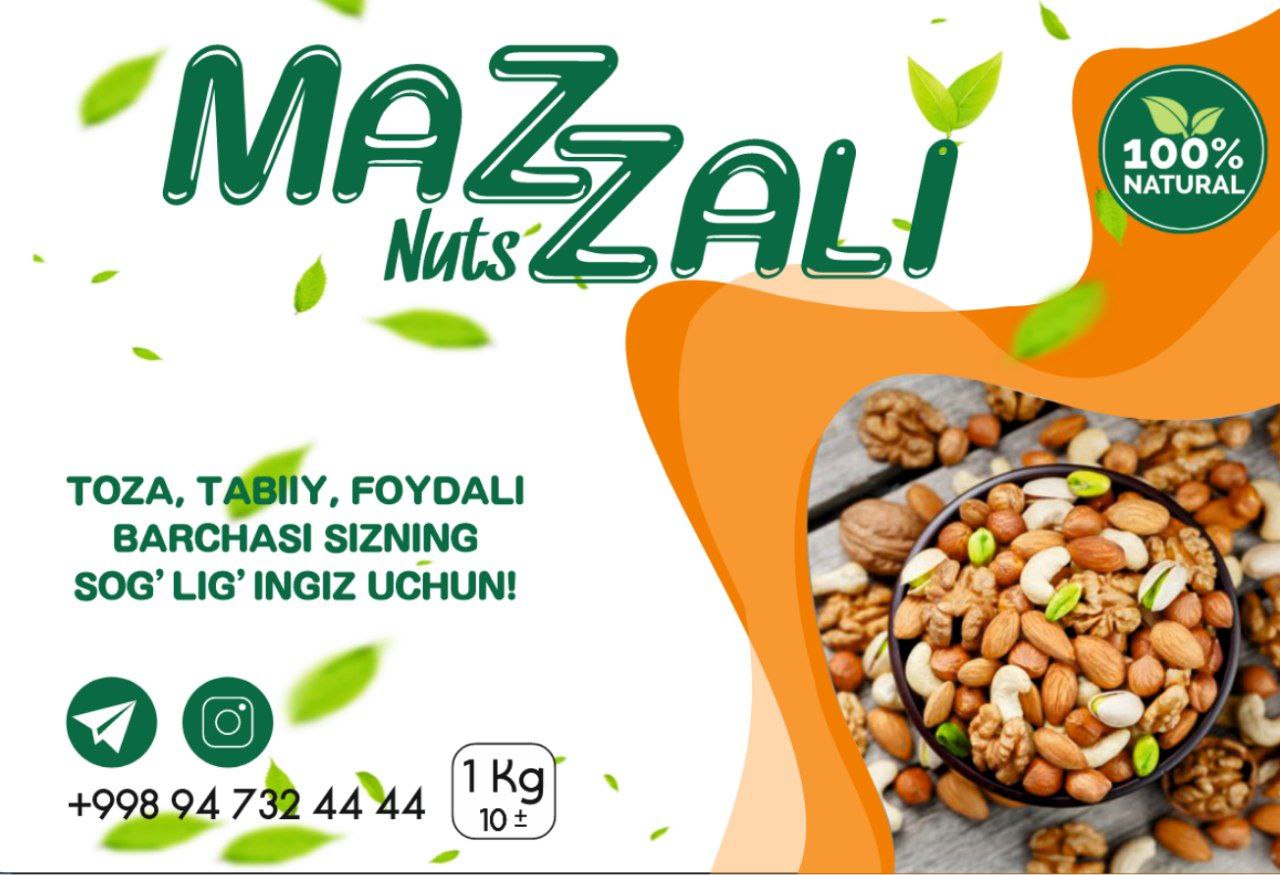 MAZZALI
Nuts
100%
NATURAL
TOZA, TABIIY, FOYDALI
BARCHASI SIZNING
SOG’ LIG’ INGIZ UCHUN!
+998 94 732 44 44
1 Kg
10 ±